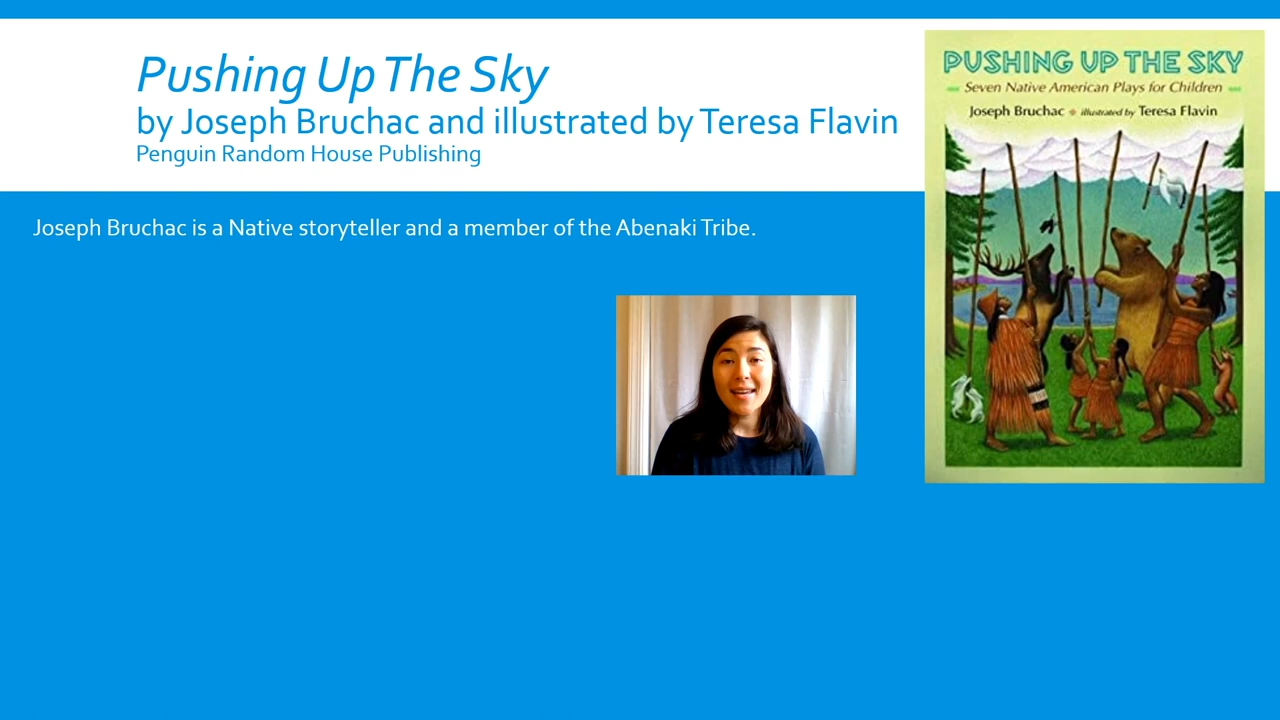 Pushing Up The Sky
by Joseph Bruchac and illustrated by Teresa Flavin
Penguin Random House Publishing
Joseph Bruchac is a Native storyteller and a member of the Abenaki Tribe.
PUSHING UP THE SKY
Seven Native American Plays for Children
Joseph Bruchac illustrated by Teresa Flavin